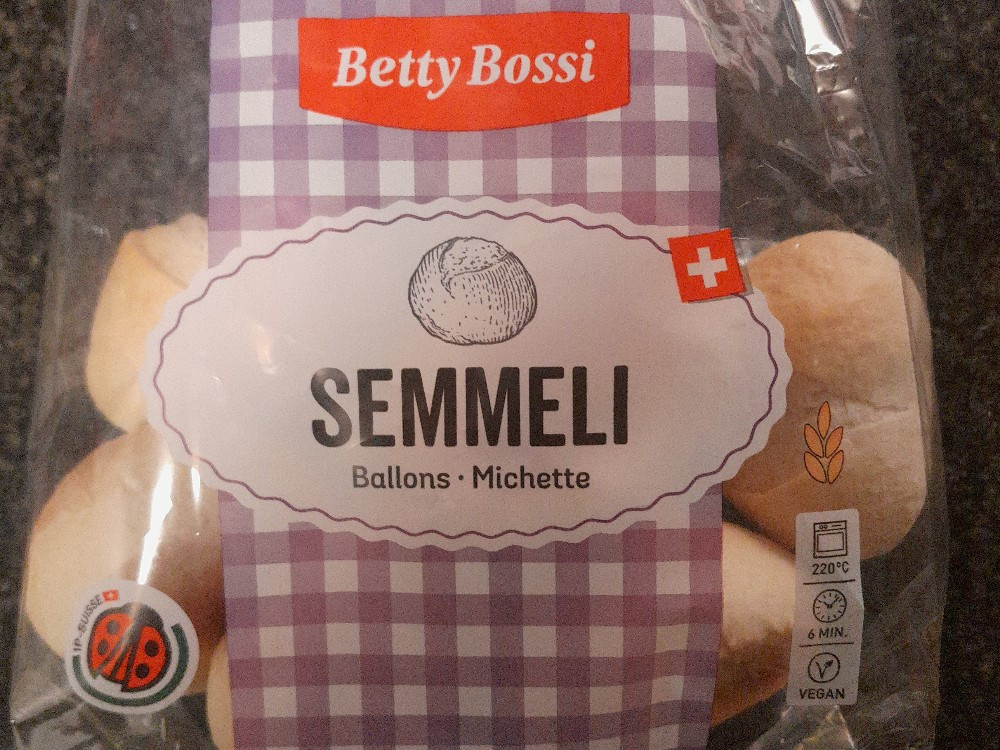 Betty Bossi
SEMMELI
Ballons · Michette
220°C
6 MIN.
VEGAN
IP-SUISSE